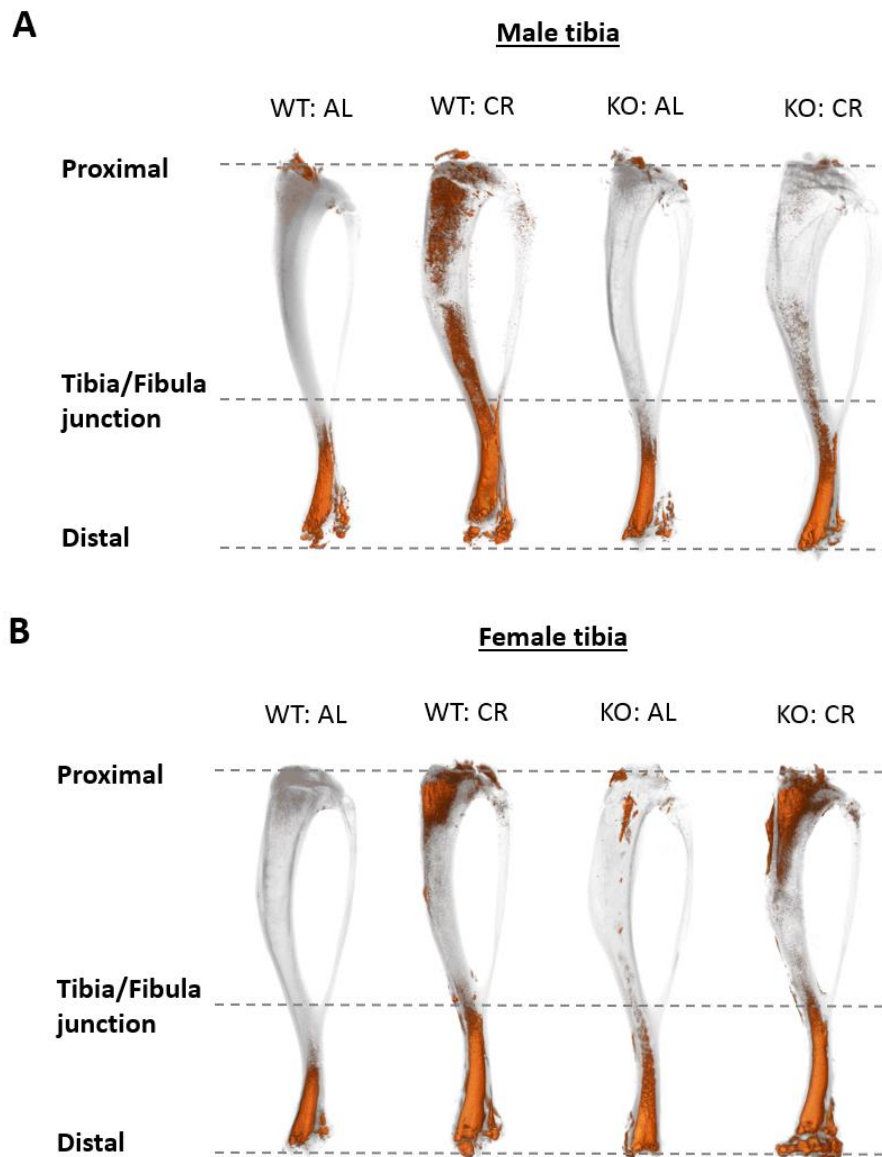 A
Male tibia
WT: AL WT: CR KO: AL KO: CR
Proximal
Tibia/Fibula
junction
Distal
B
Female tibia
WT: AL WT: CR KO: AL KO: CR
Proximal
Tibia/Fibula
junction
Distal